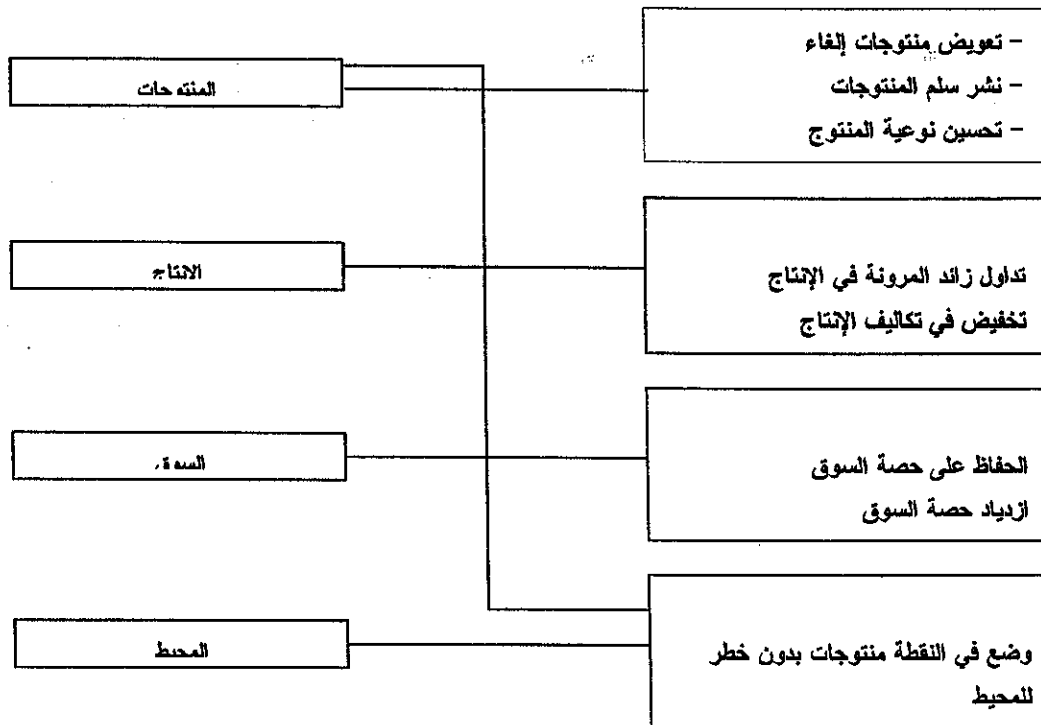 – تعويض منتوجات إلغاء
– نشر سلم المنتوجات
– تحسين نوعية المنتوج
المنتوجات
تداول زائد المرونة في الإنتاج
تخفيض في تكاليف الإنتاج
الانتاج
الحفاظ على حصة السوق
ازدياد حصة السوق
السوق
وضع في النقطة منتوجات بدون خطر
للمحيط
المحيط